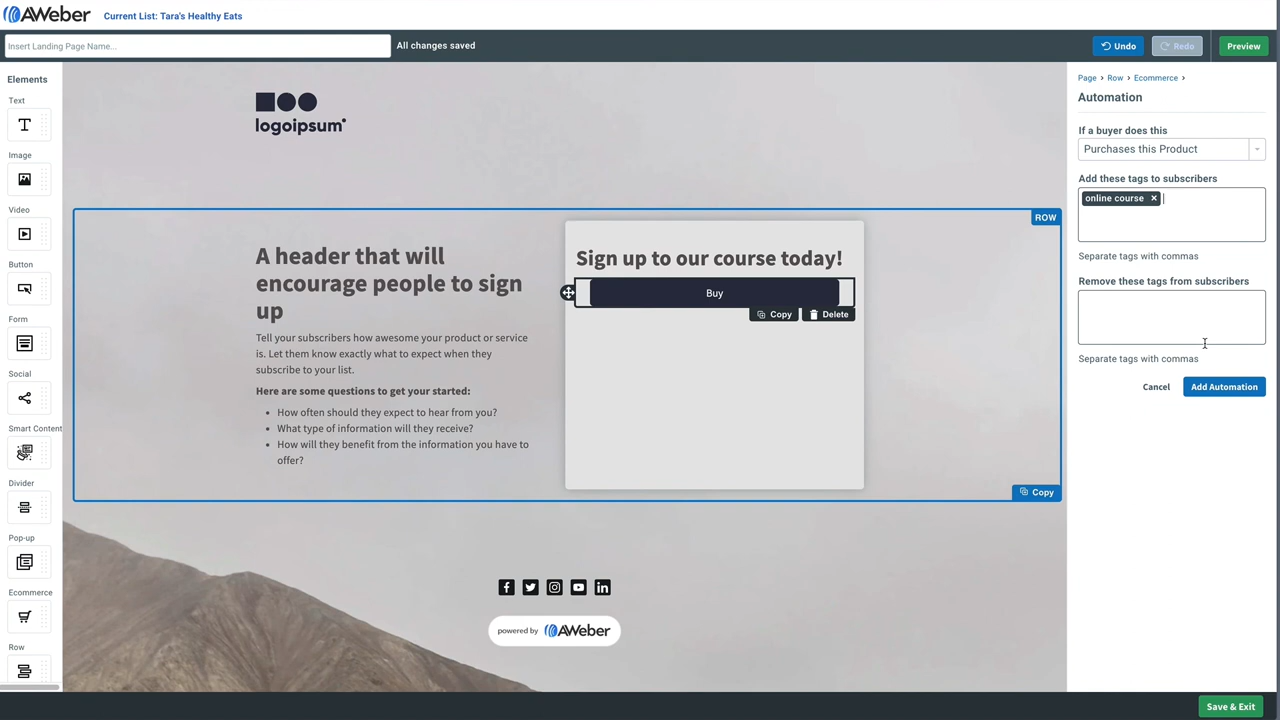 AWeber
Current List: Tara's Healthy Eats
Insert Landing Page Name...
All changes saved
Undo
Redo
Preview
Elements
Text
Image
Video
Button
Form
Social
Smart Content
Divider
Pop-up
Ecommerce
Row
logoipsum
ROW
A header that will
encourage people to sign
up
Tell your subscribers how awesome your product or service
is. Let them know exactly what to expect when they
subscribe to your list.
Here are some questions to get your started:
• How often should they expect to hear from you?
• What type of information will they receive?
• How will they benefit from the information you have to
offer?
Sign up to our course today!
Buy
Copy
Delete
Copy
powered by AWeber
Page › Row › Ecommerce ›
Automation
If a buyer does this
Purchases this Product
Add these tags to subscribers
online course ×
Separate tags with commas
Remove these tags from subscribers
Separate tags with commas
Cancel
Add Automation
Save & Exit